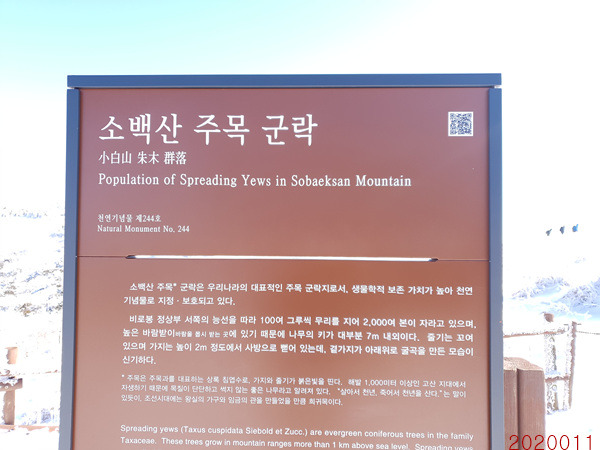 소백산 주목 군락
小白山 朱木 群落
Population of Spreading Yews in Sobaeksan Mountain
천연기념물 제244호
Natural Monument No. 244
소백산 주목* 군락은 우리나라의 대표적인 주목 군락지로서, 생물학적 보존 가치가 높아 천연
기념물로 지정·보호되고 있다.
비로봉 정상부 서쪽의 능선을 따라 100여 그루씩 무리를 지어 2,000여 본이 자라고 있으며,
높은 바람받이(바람을 몹시 받는 곳)에 있기 때문에 나무의 키가 대부분 7m 내외이다. 줄기는 꼬여
있으며 가지는 높이 2m 정도에서 사방으로 뻗어 있는데, 곁가지가 아래위로 굴곡을 만든 모습이
신기하다.
* 주목은 주목과를 대표하는 상록 침엽수로, 가지와 줄기가 붉은빛을 띤다. 해발 1,000미터 이상인 고산 지대에서
자생하기 때문에 목질이 단단하고 썩지 않는 좋은 나무라고 알려져 있다. "살아서 천년, 죽어서 천년을 산다."는 말이
있듯이, 조선시대에는 왕실의 가구와 임금의 관을 만들었을 만큼 희귀목이다.
Spreading yews (Taxus cuspidata Siebold et Zucc.) are evergreen coniferous trees in the family
Taxaceae. These trees grow in mountain ranges more than 1 km above sea level. Spreading yews
2020011